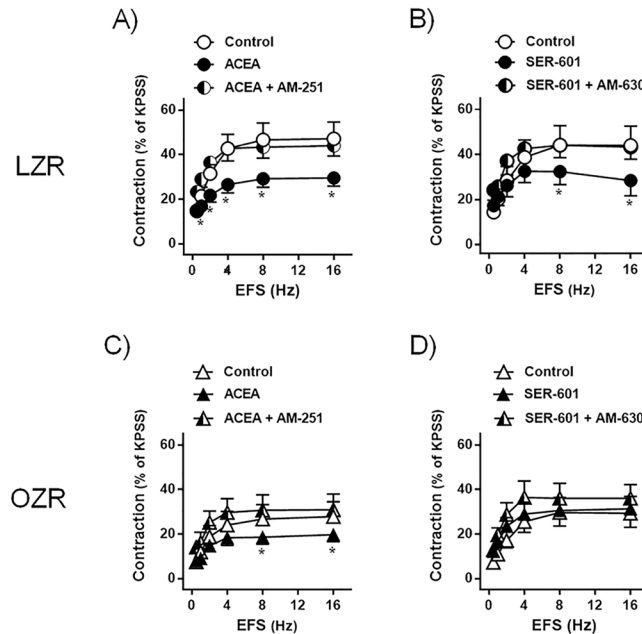 A)
Control
ACEA
ACEA + AM-251
Contraction (% of KPSS)
60
40
20
0
0 4 8 12 16
EFS (Hz)
* * * * *
B)
Control
SER-601
SER-601 + AM-630
Contraction (% of KPSS)
60
40
20
0
0 4 8 12 16
EFS (Hz)
* *
LZR
C)
Control
ACEA
ACEA + AM-251
Contraction (% of KPSS)
60
40
20
0
0 4 8 12 16
EFS (Hz)
* *
D)
Control
SER-601
SER-601 + AM-630
Contraction (% of KPSS)
60
40
20
0
0 4 8 12 16
EFS (Hz)
OZR